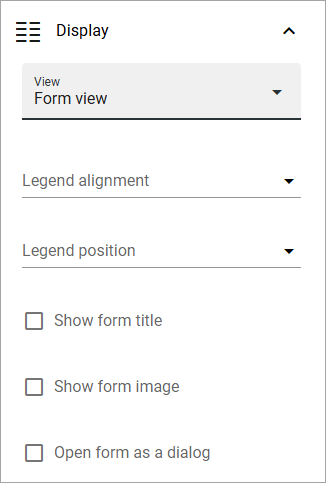 Display
View
Form view
Legend alignment
Legend position
Show form title
Show form image
Open form as a dialog